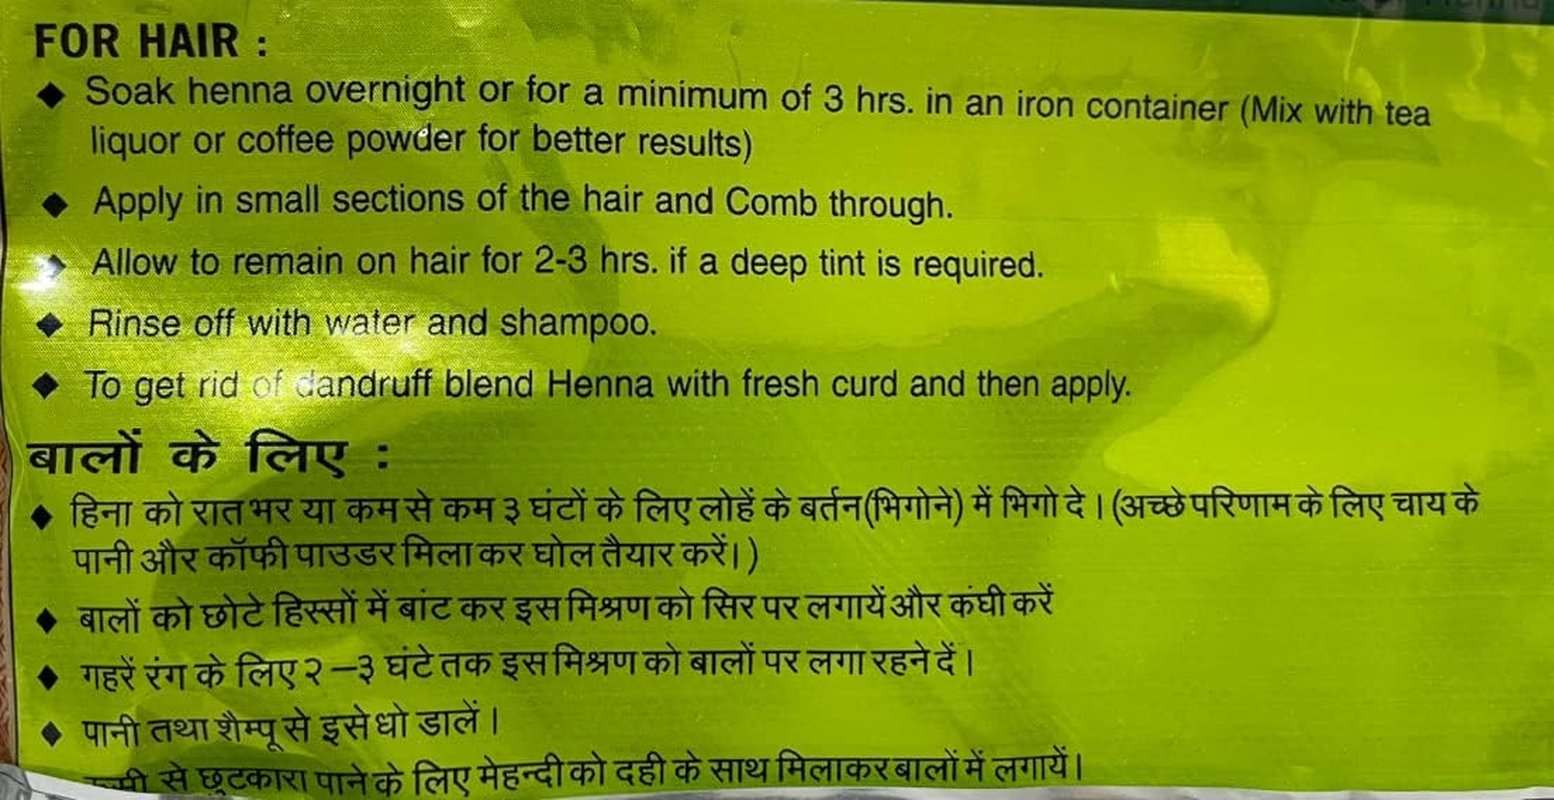 FOR HAIR :
◆ Soak henna overnight or for a minimum of 3 hrs. in an iron container (Mix with tea
liquor or coffee powder for better results)
◆ Apply in small sections of the hair and Comb through.
◆ Allow to remain on hair for 2-3 hrs. if a deep tint is required.
◆ Rinse off with water and shampoo.
◆ To get rid of dandruff blend Henna with fresh curd and then apply.
बालों के लिए :
◆ हिना को रात भर या कम से कम ३ घंटों के लिए लोहें के बर्तन(भिगोने) में भिगो दे । (अच्छे परिणाम के लिए चाय के
पानी और कॉफी पाउडर मिला कर घोल तैयार करें। )
◆ बालों को छोटे हिस्सों में बांट कर इस मिश्रण को सिर पर लगायें और कंघी करें
◆ गहरें रंग के लिए २ –३ घंटे तक इस मिश्रण को बालों पर लगा रहने दें ।
◆ पानी तथा शैम्पू से इसे धो डालें ।
से छुटकारा पाने के लिए मेहन्दी को दही के साथ मिलाकर बालों में लगायें।